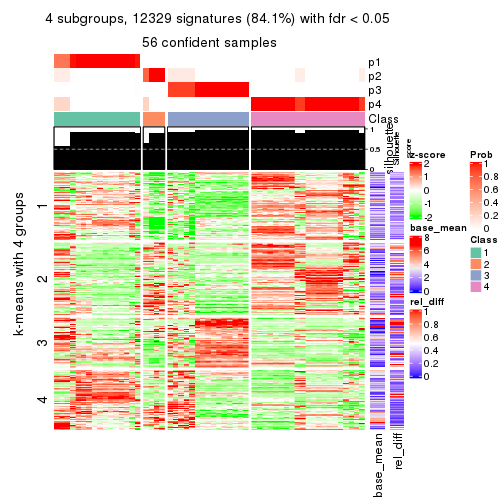 4 subgroups, 12329 signatures (84.1%) with fdr < 0.05
56 confident samples
p1
p2
p3
p4
Class
1
0.5
0
silhouette
Silhouette
score
k-means with 4 groups
1
2
3
4
base_mean
rel_diff
z-score
2
1
0
-1
-2
base_mean
8
6
4
2
0
rel_diff
1
0.8
0.6
0.4
0.2
0
Prob
1
0.8
0.6
0.4
0.2
0
Class
1
2
3
4